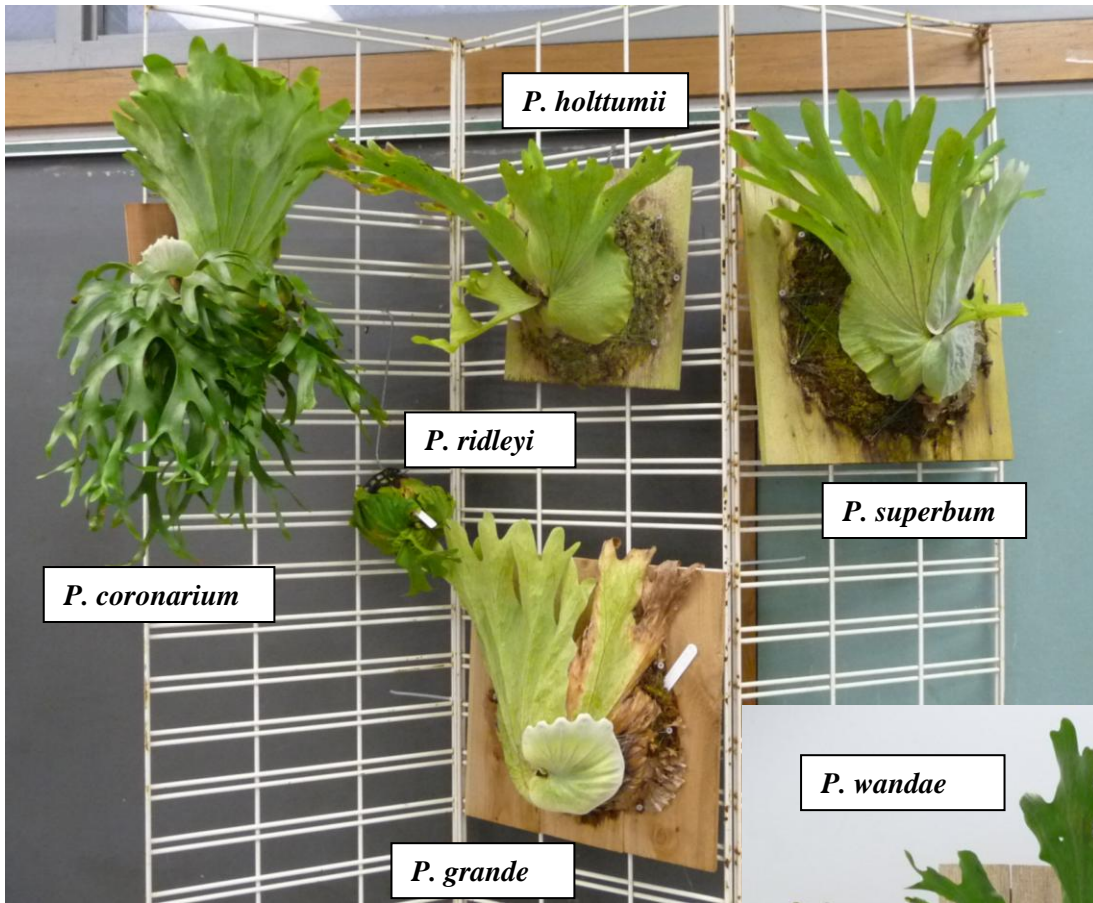 P. holttumii
P. ridleyi
P. superbum
P. coronarium
P. wandae
P. grande